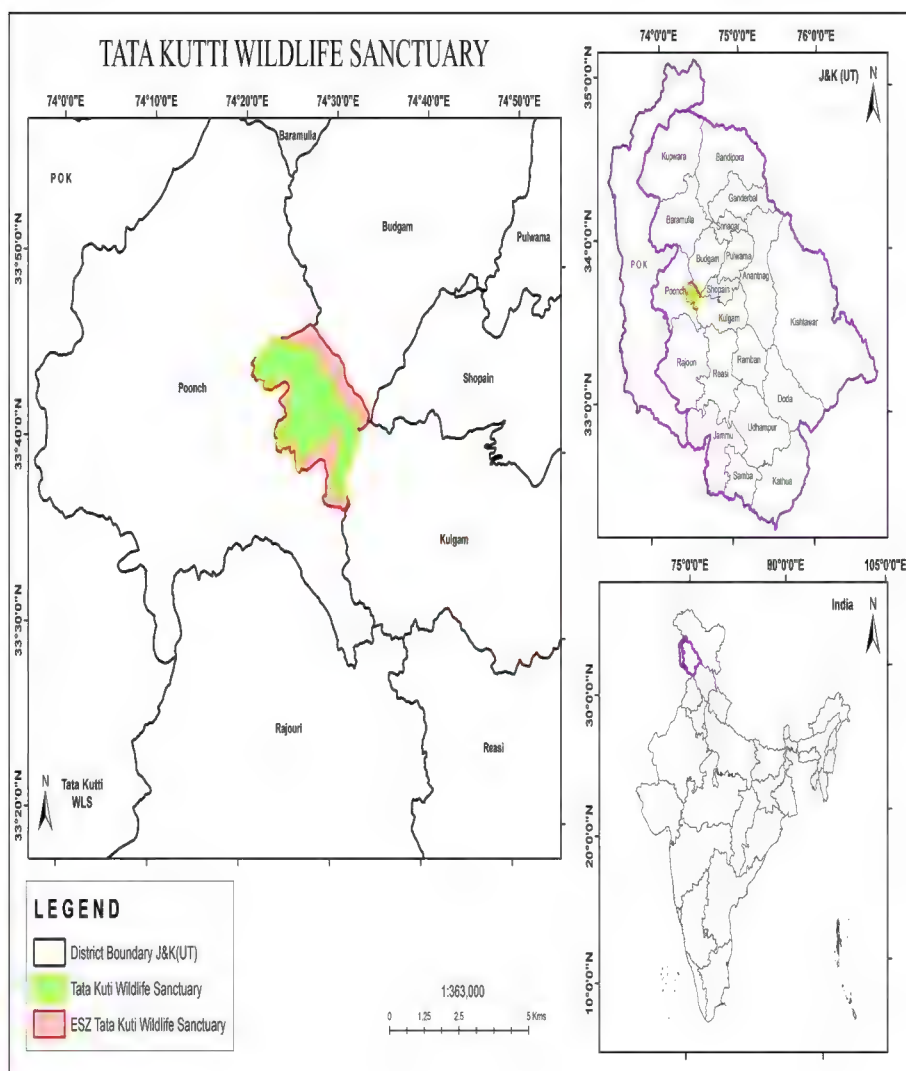 TATA KUTTI WILDLIFE SANCTUARY
74°0'0"E 74°10'0"E 74°20'0"E 74°30'0"E 74°40'0"E 74°50'0"E
33°50'0"N
33°40'0"N
33°30'0"N
33°20'0"N
Baramulla
POK
Budgam
Pulwama
Shopain
Poonch
Kulgam
Rajouri
Reasi
N
Tata Kutti
WLS
LEGEND
District Boundary J&K(UT)
Tata Kuti Wildlife Sanctuary
ESZ Tata Kuti Wildlife Sanctuary
1:363,000
0 1.25 2.5 5 Kms
74°0'0"E 75°0'0"E 76°0'0"E
35°0'0"N
34°0'0"N
33°0'0"N
J&K (UT)
N
Kupwara
Bandipora
Ganderbal
Baramulla
Srinagar
POK
Budgam
Pulwama
Anantnag
Poonch
Shopain
Kulgam
Kishtawar
Rajouri
Reasi
Ramban
Doda
Udhampur
Jammu
Samba
Kathua
75°0'0"E 105°0'0"E
India
N
30°0'0"N
20°0'0"N
10°0'0"N